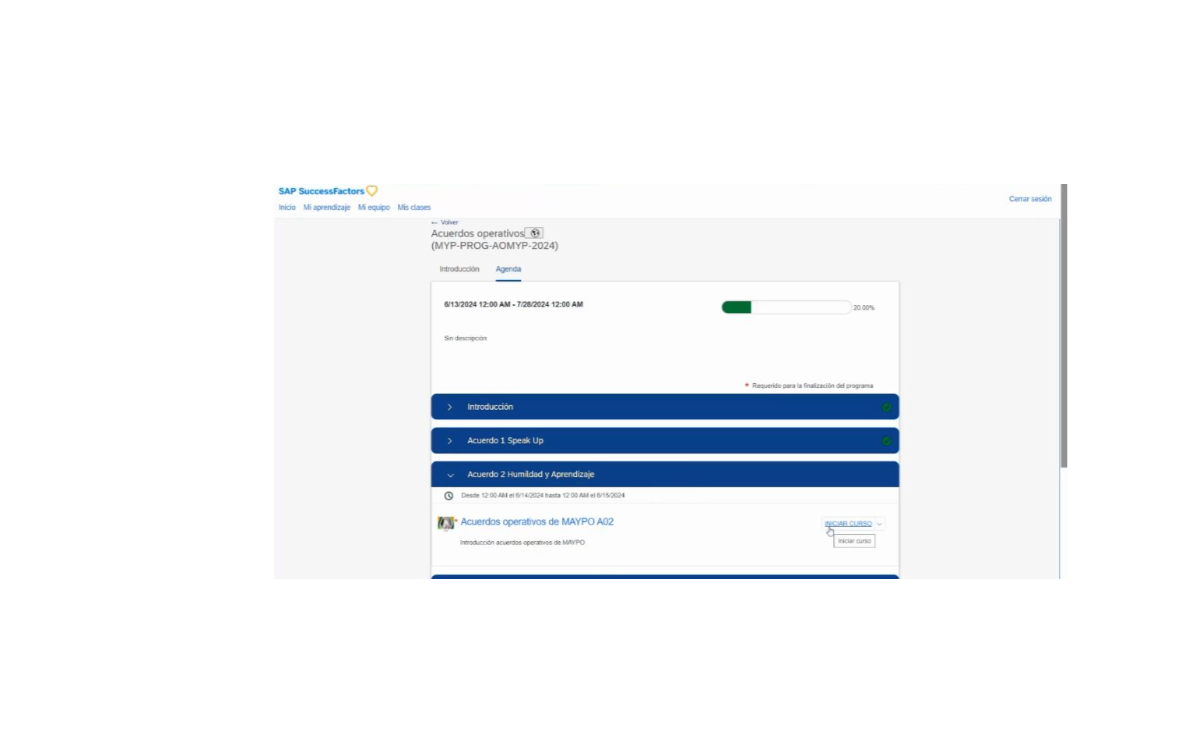 SAP SuccessFactors
Cerrar sesión
Inicio Mi aprendizaje Mi equipo Mis clases
← Volver
Acuerdos operativos
(MYP-PROG-AOMYP-2024)
Introducción Agenda
6/13/2024 12:00 AM - 7/28/2024 12:00 AM
20.00%
Sin descripción
* Requerido para la finalización del programa
Introducción
Acuerdo 1 Speak Up
Acuerdo 2 Humildad y Aprendizaje
Desde 12:00 AM el 6/14/2024 hasta 12:00 AM el 6/15/2024
* Acuerdos operativos de MAYPO A02
INICIAR CURSO
Introducción acuerdos operativos de MAYPO
Iniciar curso